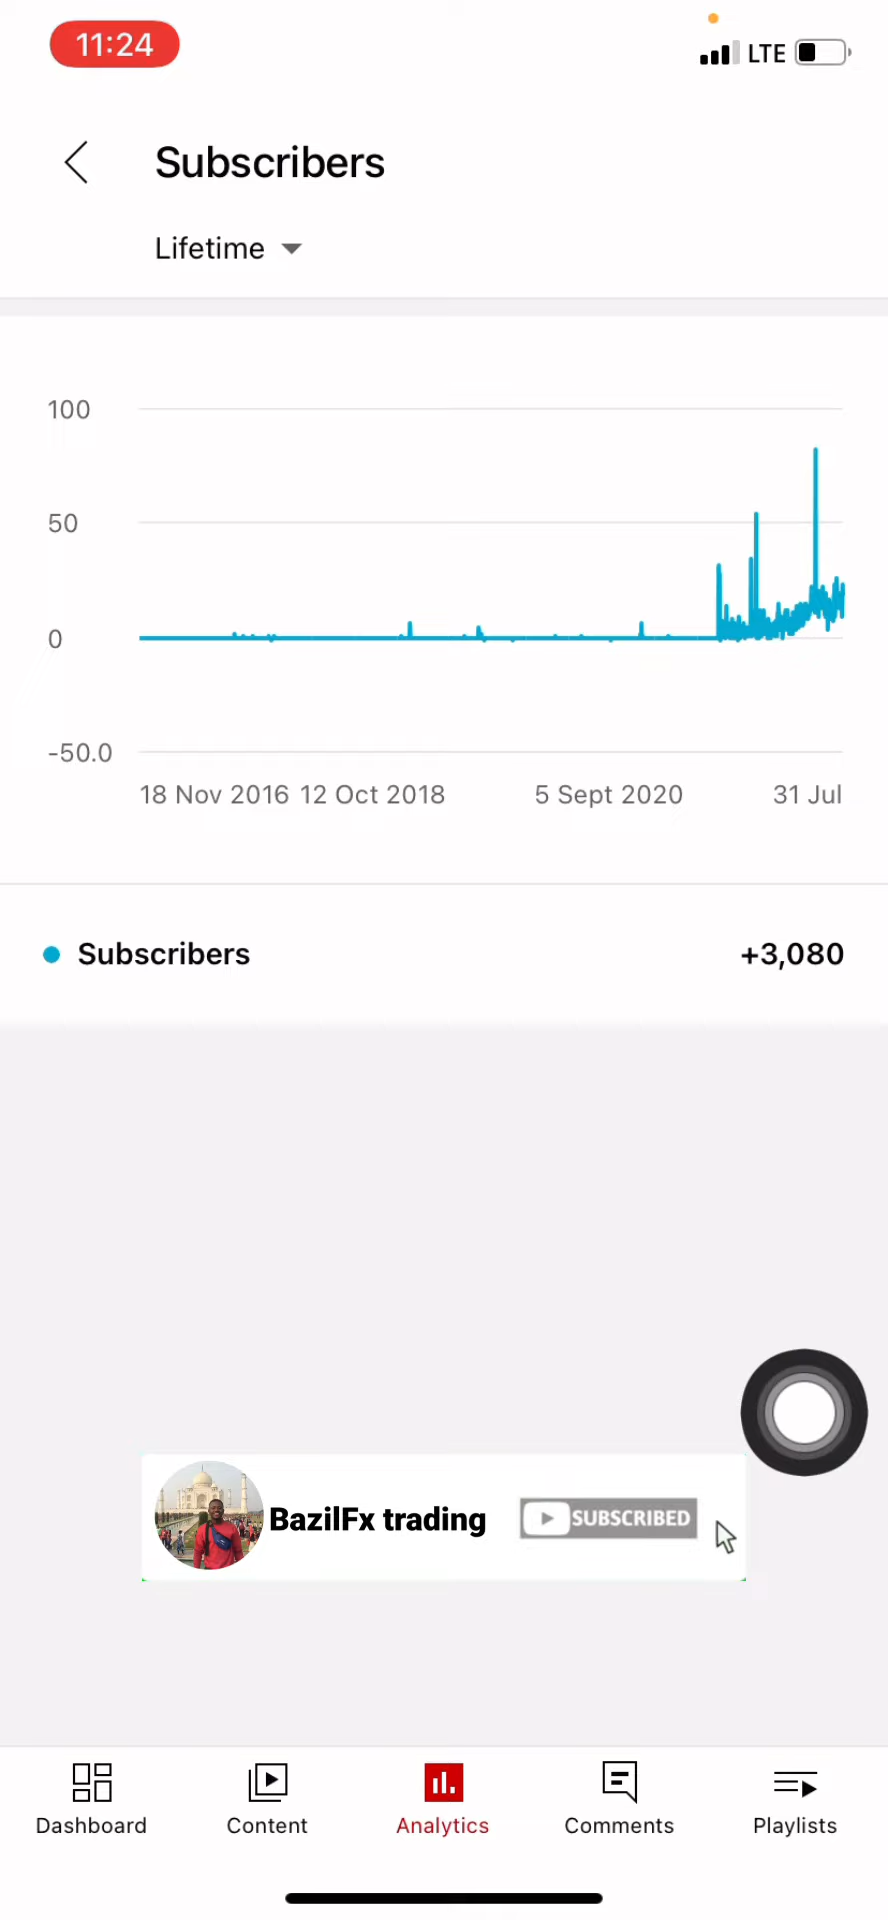 11:24
LTE
Subscribers
Lifetime
100
50
0
-50.0
18 Nov 2016 12 Oct 2018 5 Sept 2020 31 Jul
Subscribers +3,080
BazilFx trading SUBSCRIBED
Dashboard Content Analytics Comments Playlists